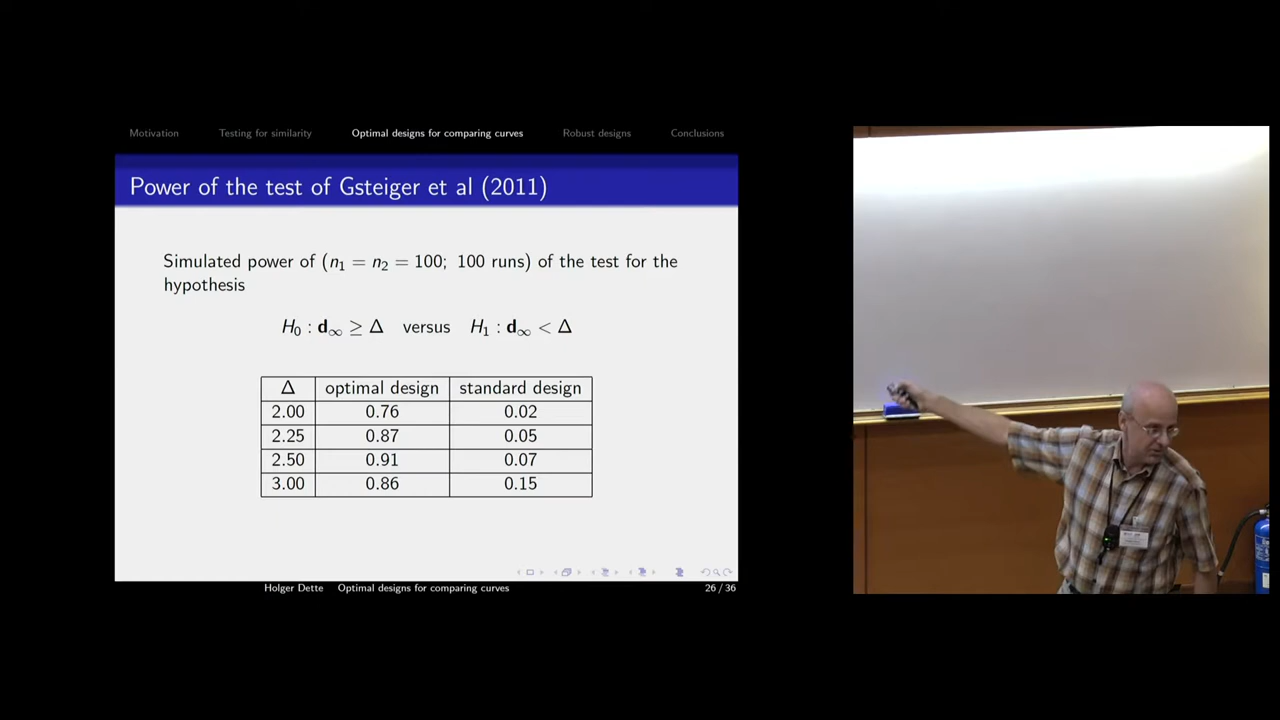 Motivation Testing for similarity Optimal designs for comparing curves Robust designs Conclusions
Power of the test of Gsteiger et al (2011)
Simulated power of (n₁ = n₂ = 100; 100 runs) of the test for the
hypothesis
H₀ : d∞ ≥ Δ versus H₁ : d∞ < Δ
Δ optimal design standard design
2.00 0.76 0.02
2.25 0.87 0.05
2.50 0.91 0.07
3.00 0.86 0.15
Holger Dette Optimal designs for comparing curves 26 / 36